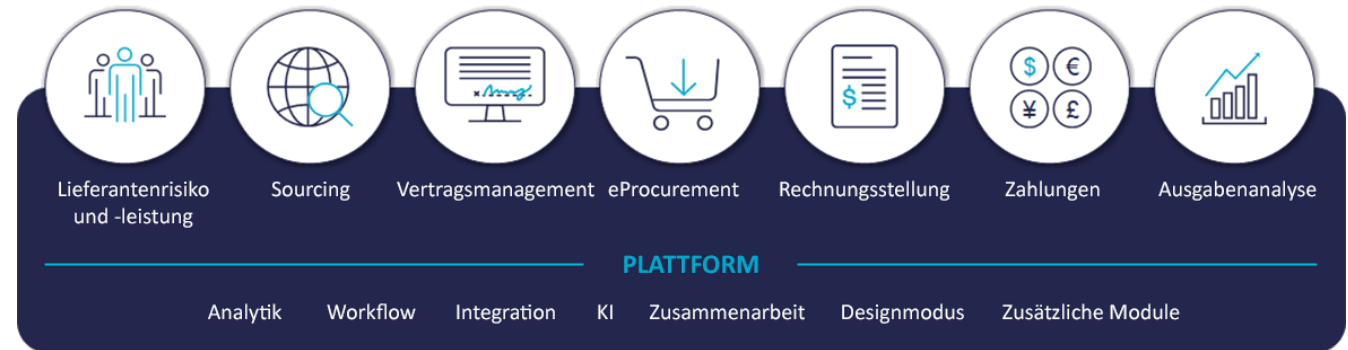 $ €
¥ £
$
Lieferantenrisiko
und -leistung
Sourcing
Vertragsmanagement
eProcurement
Rechnungsstellung
Zahlungen
Ausgabenanalyse
PLATTFORM
Analytik Workflow Integration KI Zusammenarbeit Designmodus Zusätzliche Module